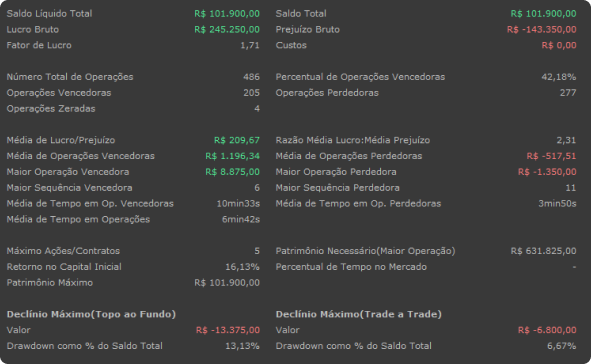 Saldo Líquido Total R$ 101.900,00 Saldo Total R$ 101.900,00
Lucro Bruto R$ 245.250,00 Prejuízo Bruto R$ -143.350,00
Fator de Lucro 1,71 Custos R$ 0,00
Número Total de Operações 486 Percentual de Operações Vencedoras 42,18%
Operações Vencedoras 205 Operações Perdedoras 277
Operações Zeradas 4
Média de Lucro/Prejuízo R$ 209,67 Razão Média Lucro:Média Prejuízo 2,31
Média de Operações Vencedoras R$ 1.196,34 Média de Operações Perdedoras R$ -517,51
Maior Operação Vencedora R$ 8.875,00 Maior Operação Perdedora R$ -1.350,00
Maior Sequência Vencedora 6 Maior Sequência Perdedora 11
Média de Tempo em Op. Vencedoras 10min33s Média de Tempo em Op. Perdedoras 3min50s
Média de Tempo em Operações 6min42s
Máximo Ações/Contratos 5 Patrimônio Necessário(Maior Operação) R$ 631.825,00
Retorno no Capital Inicial 16,13% Percentual de Tempo no Mercado -
Patrimônio Máximo R$ 101.900,00
Declínio Máximo(Topo ao Fundo) Declínio Máximo(Trade a Trade)
Valor R$ -13.375,00 Valor R$ -6.800,00
Drawdown como % do Saldo Total 13,13% Drawdown como % do Saldo Total 6,67%